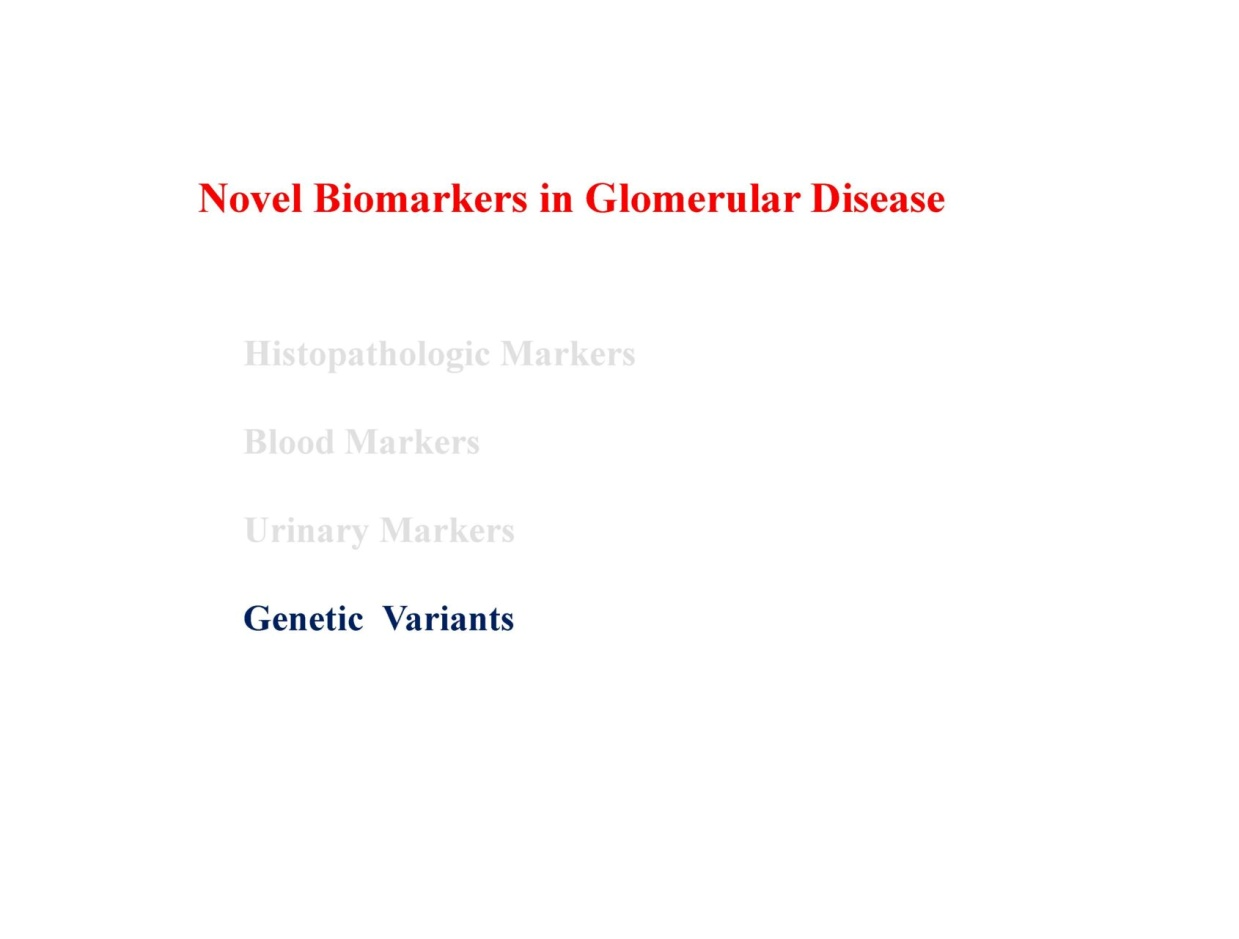 Novel Biomarkers in Glomerular Disease
Histopathologic Markers
Blood Markers
Urinary Markers
Genetic Variants